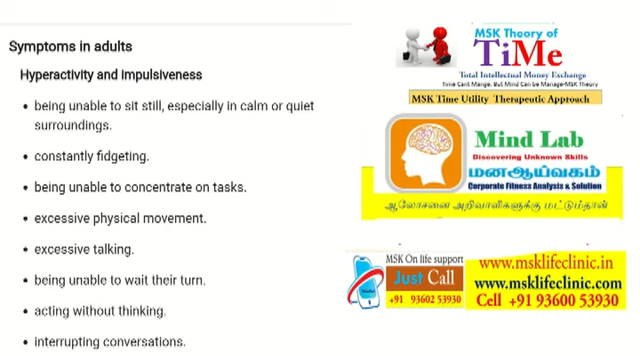 Symptoms in adults
Hyperactivity and impulsiveness
• being unable to sit still, especially in calm or quiet
surroundings.
• constantly fidgeting.
• being unable to concentrate on tasks.
• excessive physical movement.
• excessive talking.
• being unable to wait their turn.
• acting without thinking.
• interrupting conversations.
MSK Theory of
TiMe
Total Intellectual Money Exchange
Time Cant Mange, But Mind Can be Manage-MSK Theory
MSK Time Utility Therapeutic Approach
Mind Lab
Discovering Unknown Skills
மனஆய்வகம்
Corporate Fitness Analysis & Solution
ஆலோசனை அறிவாளிகளுக்கு மட்டும்தான்
MSK On life support
Just Call
+91 93602 53930
www.msklifeclinic.in
www.msklifeclinic.com
Cell +91 93600 53930